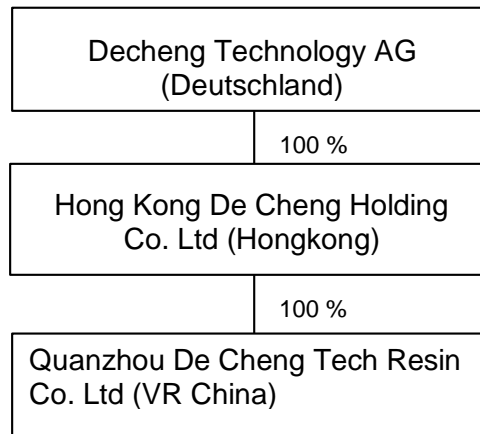 Decheng Technology AG
(Deutschland)
100 %
Hong Kong De Cheng Holding
Co. Ltd (Hongkong)
100 %
Quanzhou De Cheng Tech Resin
Co. Ltd (VR China)